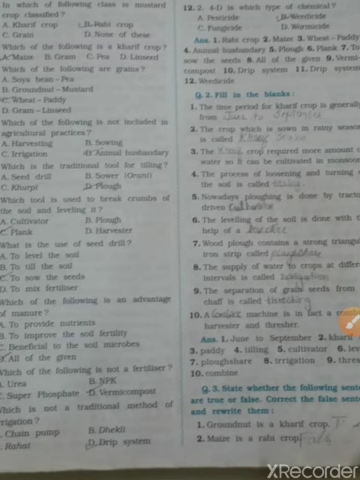 In which of following class is mustard
crop classified ?
A. Kharif crop B. Rabi crop
C. Grain D. None of these
Which of the following is a kharif crop ?
A. Maize B. Gram C. Pea D. Linseed
Which of the following are grains ?
A. Soya bean - Pea
B. Groundnut – Mustard
C. Wheat - Paddy
D. Gram – Linseed
Which of the following is not included in
agricultural practices ?
A. Harvesting B. Sowing
C. Irrigation D. Animal husbandary
Which is the traditional tool for tilling ?
A. Seed drill B. Sower (Orani)
C. Khurpi D. Plough
Which tool is used to break crumbs of
the soil and leveling it ?
A. Cultivator B. Plough
C. Plank D. Harvester
What is the use of seed drill ?
A. To level the soil
B. To till the soil
C. To sow the seeds
D. To mix fertiliser
Which of the following is an advantage
of manure ?
A. To provide nutrients
B. To improve the soil fertility
C. Beneficial to the soil microbes
D. All of the given
Which of the following is not a fertiliser ?
A. Urea B. NPK
C. Super Phosphate D. Vermicompost
Which is not a traditional method of
irrigation ?
A. Chain pump B. Dhekli
C. Rahat D. Drip system
12. 2, 4-D is which type of chemical ?
A. Pesticide B. Weedicide
C. Fungicide D. Wormicide
Ans. 1. Rabi crop 2. Maize 3. Wheat - Paddy
4. Animal husbandary 5. Plough 6. Plank 7. To
sow the seeds 8. All of the given 9. Vermi-
compost 10. Drip system 11. Drip system
12. Weedicide
Q. 2. Fill in the blanks :
1. The time period for kharif crop is generally
from June to September
2. The crop which is sown in rainy season
is called
3. The crop required more amount of
water so it can be cultivated in monsoon
4. The process of loosening and turning
the soil is called tilling.
5. Nowadays ploughing is done by tractor
driven cultivator
6. The levelling of the soil is done with the
help of a
7. Wood plough contains a strong triangular
iron strip called
8. The supply of water to crops at different
intervals is called irrigation
9. The separation of grain seeds from
chaff is called threshing
10. A combine machine is in fact a
harvester and thresher.
Ans. 1. June to September 2. kharif
3. paddy 4. tilling 5. cultivator 6.
7. ploughshare 8. irrigation 9.
10. combine
Q. 3. State whether the following
are true or false. Correct the false
and rewrite them :
1. Groundnut is a kharif crop. T
2. Maize is a rabi crop.
XRecorder